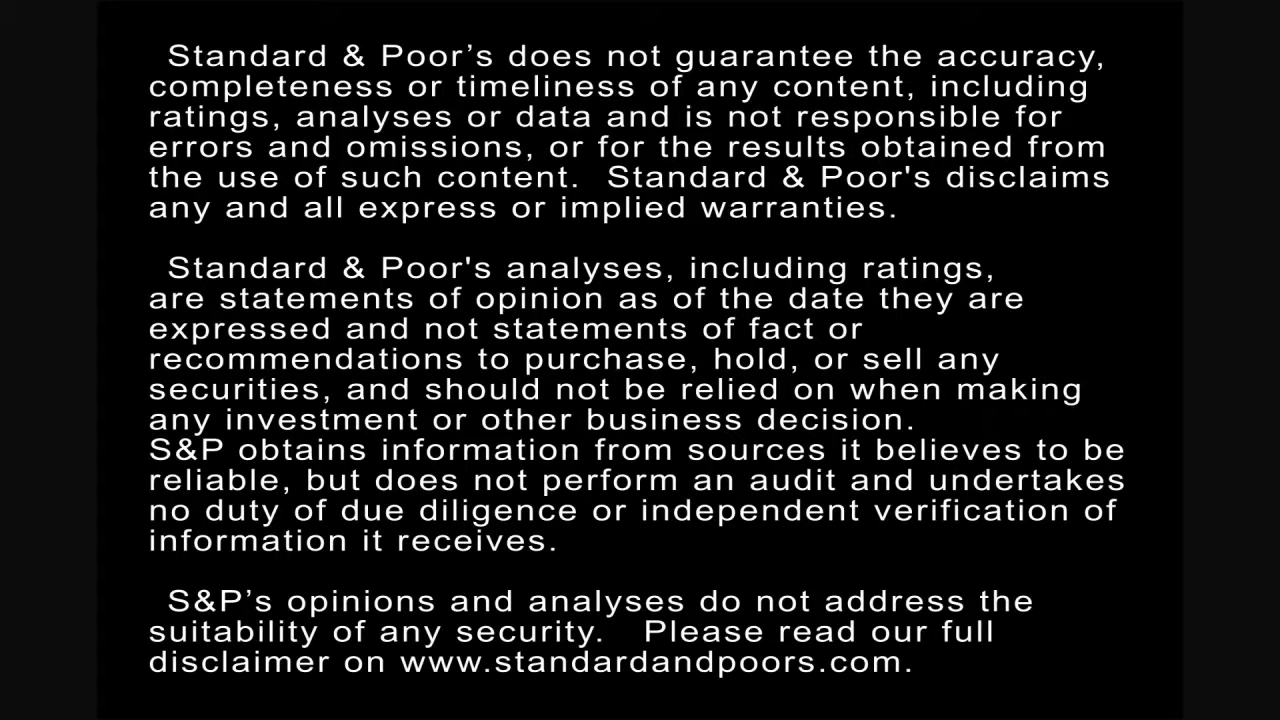 Standard & Poor’s does not guarantee the accuracy,
completeness or timeliness of any content, including
ratings, analyses or data and is not responsible for
errors and omissions, or for the results obtained from
the use of such content.  Standard & Poor's disclaims
any and all express or implied warranties.
Standard & Poor's analyses, including ratings,
are statements of opinion as of the date they are
expressed and not statements of fact or
recommendations to purchase, hold, or sell any
securities, and should not be relied on when making
any investment or other business decision.
S&P obtains information from sources it believes to be
reliable, but does not perform an audit and undertakes
no duty of due diligence or independent verification of
information it receives.
S&P’s opinions and analyses do not address the
suitability of any security.   Please read our full
disclaimer on www.standardandpoors.com.